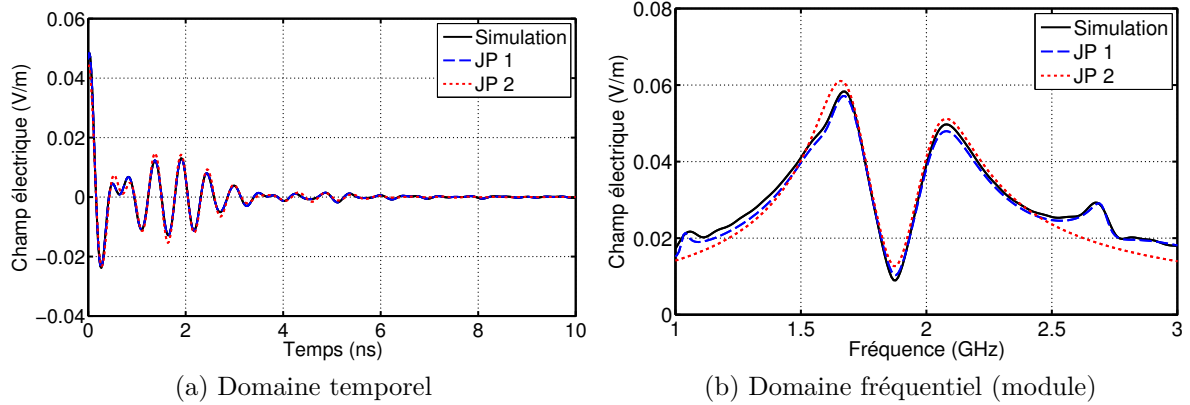 0.06
0.04
0.02
0
−0.02
−0.04
Champ électrique (V/m)
Simulation
JP 1
JP 2
0
2
4
6
8
10
Temps (ns)
(a) Domaine temporel
0.08
0.06
0.04
0.02
0
Champ électrique (V/m)
Simulation
JP 1
JP 2
1
1.5
2
2.5
3
Fréquence (GHz)
(b) Domaine fréquentiel (module)